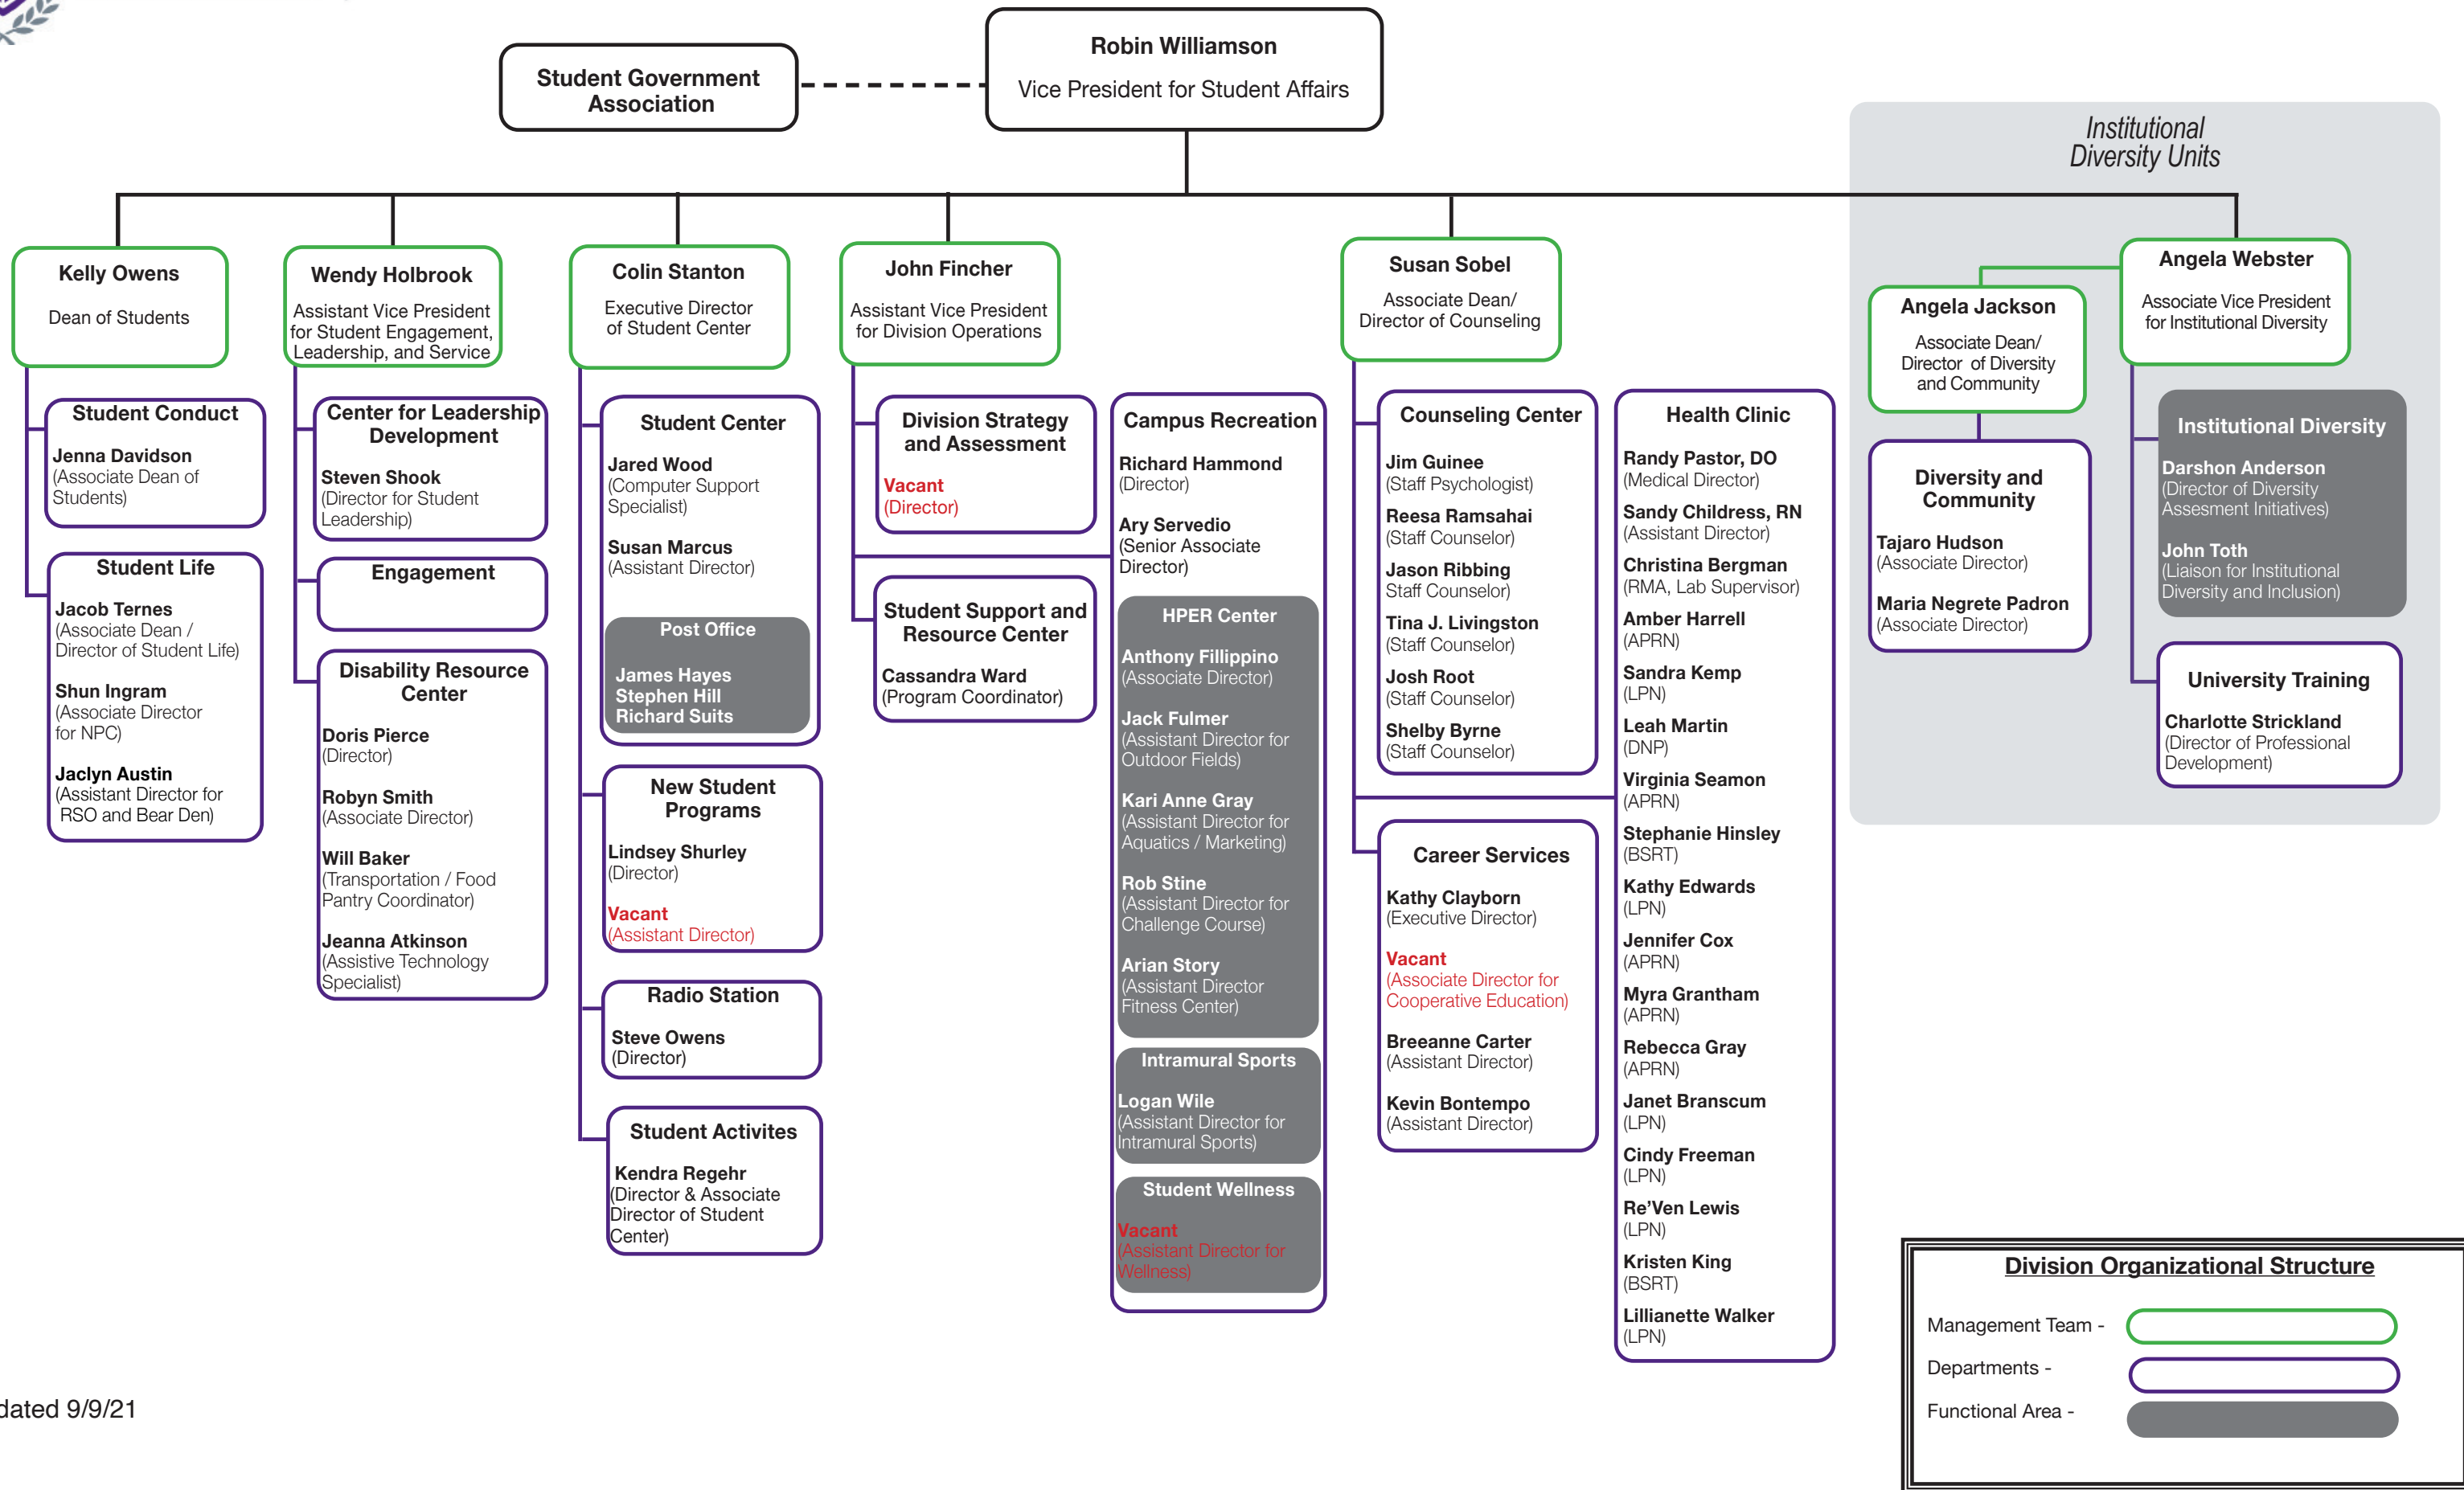 Student Government
Association
Robin Williamson
Vice President for Student Affairs
Institutional
Diversity Units
Kelly Owens
Dean of Students
Student Conduct
Jenna Davidson
(Associate Dean of
Students)
Student Life
Jacob Ternes
(Associate Dean /
Director of Student Life)
Shun Ingram
(Associate Director
for NPC)
Jaclyn Austin
(Assistant Director for
RSO and Bear Den)
Wendy Holbrook
Assistant Vice President
for Student Engagement,
Leadership, and Service
Center for Leadership
Development
Steven Shook
(Director for Student
Leadership)
Engagement
Disability Resource
Center
Doris Pierce
(Director)
Robyn Smith
(Associate Director)
Will Baker
(Transportation / Food
Pantry Coordinator)
Jeanna Atkinson
(Assistive Technology
Specialist)
Colin Stanton
Executive Director
of Student Center
Student Center
Jared Wood
(Computer Support
Specialist)
Susan Marcus
(Assistant Director)
Post Office
James Hayes
Stephen Hill
Richard Suits
New Student
Programs
Lindsey Shurley
(Director)
Vacant
(Assistant Director)
Radio Station
Steve Owens
(Director)
Student Activites
Kendra Regehr
(Director & Associate
Director of Student
Center)
John Fincher
Assistant Vice President
for Division Operations
Division Strategy
and Assessment
Vacant
(Director)
Student Support and
Resource Center
Cassandra Ward
(Program Coordinator)
Campus Recreation
Richard Hammond
(Director)
Ary Servedio
(Senior Associate
Director)
HPER Center
Anthony Fillippino
(Associate Director)
Jack Fulmer
(Assistant Director for
Outdoor Fields)
Kari Anne Gray
(Assistant Director for
Aquatics / Marketing)
Rob Stine
(Assistant Director for
Challenge Course)
Arian Story
(Assistant Director
Fitness Center)
Intramural Sports
Logan Wile
(Assistant Director for
Intramural Sports)
Student Wellness
Vacant
(Assistant Director for
Wellness)
Susan Sobel
Associate Dean/
Director of Counseling
Counseling Center
Jim Guinee
(Staff Psychologist)
Reesa Ramsahai
(Staff Counselor)
Jason Ribbing
Staff Counselor)
Tina J. Livingston
(Staff Counselor)
Josh Root
(Staff Counselor)
Shelby Byrne
(Staff Counselor)
Career Services
Kathy Clayborn
(Executive Director)
Vacant
(Associate Director for
Cooperative Education)
Breeanne Carter
(Assistant Director)
Kevin Bontempo
(Assistant Director)
Health Clinic
Randy Pastor, DO
(Medical Director)
Sandy Childress, RN
(Assistant Director)
Christina Bergman
(RMA, Lab Supervisor)
Amber Harrell
(APRN)
Sandra Kemp
(LPN)
Leah Martin
(DNP)
Virginia Seamon
(APRN)
Stephanie Hinsley
(BSRT)
Kathy Edwards
(LPN)
Jennifer Cox
(APRN)
Myra Grantham
(APRN)
Rebecca Gray
(APRN)
Janet Branscum
(LPN)
Cindy Freeman
(LPN)
Re’Ven Lewis
(LPN)
Kristen King
(BSRT)
Lillianette Walker
(LPN)
Angela Jackson
Associate Dean/
Director of Diversity
and Community
Diversity and
Community
Tajaro Hudson
(Associate Director)
Maria Negrete Padron
(Associate Director)
Angela Webster
Associate Vice President
for Institutional Diversity
Institutional Diversity
Darshon Anderson
(Director of Diversity
Assesment Initiatives)
John Toth
(Liaison for Institutional
Diversity and Inclusion)
University Training
Charlotte Strickland
(Director of Professional
Development)
Division Organizational Structure
Management Team -
Departments -
Functional Area -
dated 9/9/21